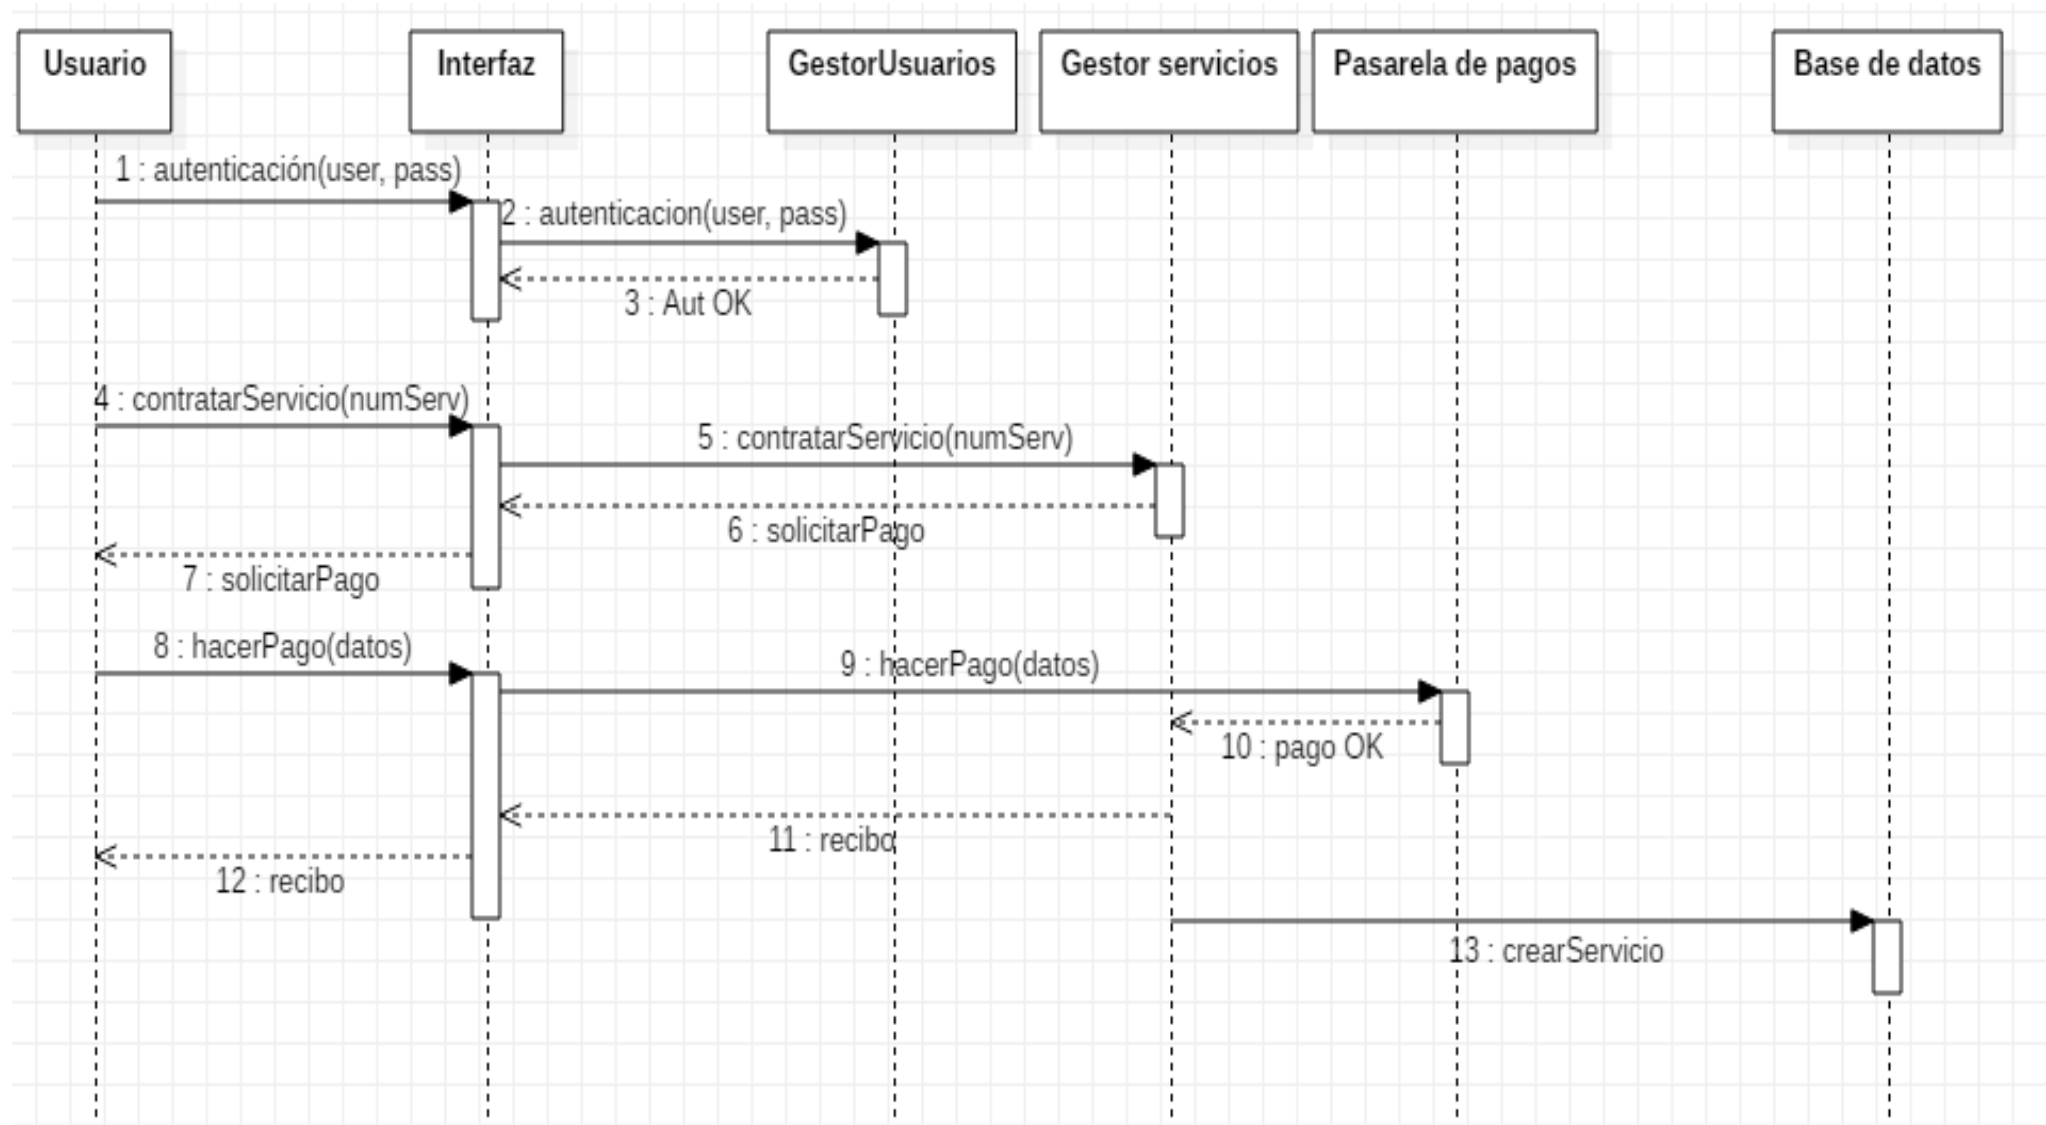 Usuario
Interfaz
GestorUsuarios
Gestor servicios
Pasarela de pagos
Base de datos
1 : autenticación(user, pass)
2 : autenticacion(user, pass)
3 : Aut OK
4 : contratarServicio(numServ)
5 : contratarServicio(numServ)
6 : solicitarPago
7 : solicitarPago
8 : hacerPago(datos)
9 : hacerPago(datos)
10 : pago OK
11 : recibo
12 : recibo
13 : crearServicio